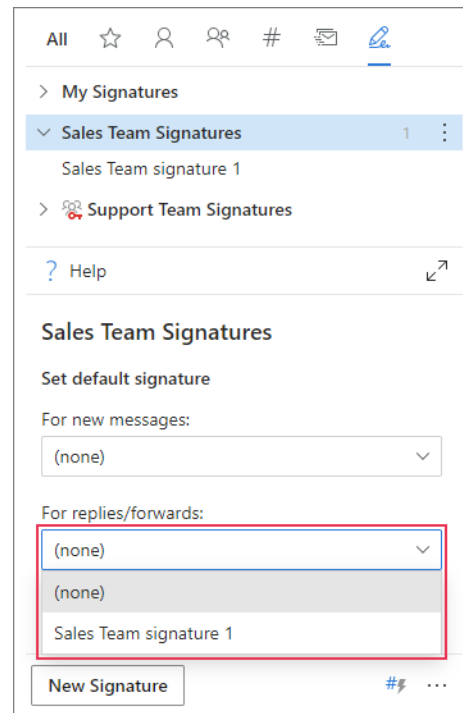 All #
My Signatures
Sales Team Signatures 1
Sales Team signature 1
Support Team Signatures
? Help
Sales Team Signatures
Set default signature
For new messages:
(none)
For replies/forwards:
(none)
(none)
Sales Team signature 1
New Signature #